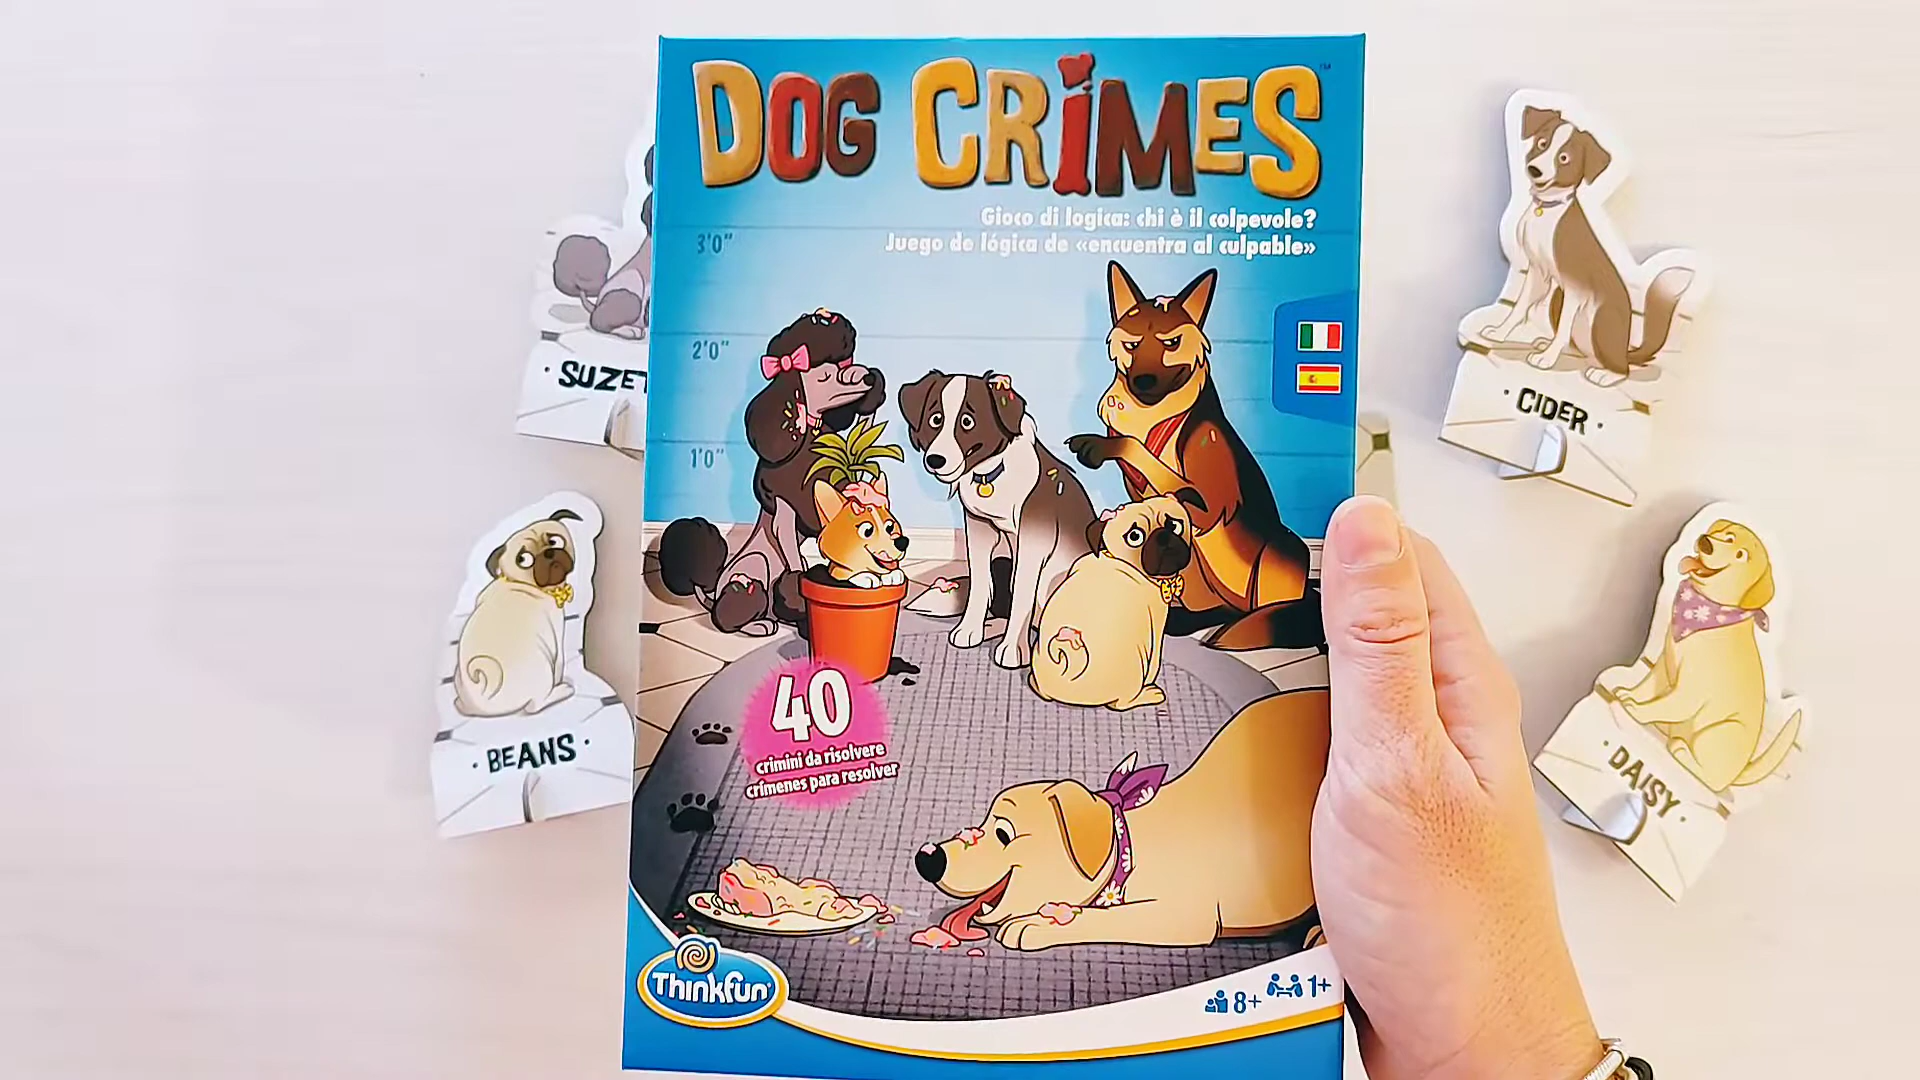 DOG CRIMES™
Gioco di logica: chi è il colpevole?
Juego de lógica de «encuentra al culpable»
3'0"
2'0"
1'0"
· SUZET
· CIDER ·
· BEANS ·
· DAISY ·
40
crimini da risolvere
crímenes para resolver
ThinkFun®
8+ 1+